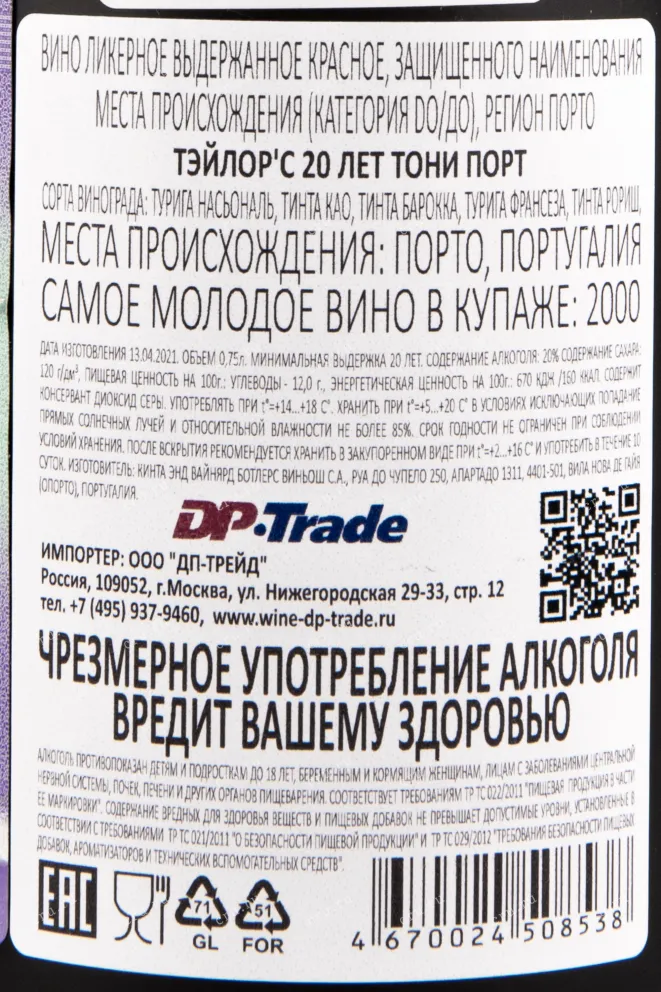 ВИНО ЛИКЕРНОЕ ВЫДЕРЖАННОЕ КРАСНОЕ, ЗАЩИЩЕННОГО НАИМЕНОВАНИЯ
МЕСТА ПРОИСХОЖДЕНИЯ (КАТЕГОРИЯ DO/ДО), РЕГИОН ПОРТО
ТЭЙЛОР'С 20 ЛЕТ ТОНИ ПОРТ
СОРТА ВИНОГРАДА: ТУРИГА НАСЬОНАЛЬ, ТИНТА КАО, ТИНТА БАРОККА, ТУРИГА ФРАНСЕЗА, ТИНТА РОРИШ,
МЕСТА ПРОИСХОЖДЕНИЯ: ПОРТО, ПОРТУГАЛИЯ
САМОЕ МОЛОДОЕ ВИНО В КУПАЖЕ: 2000
ДАТА ИЗГОТОВЛЕНИЯ 13.04.2021. ОБЪЕМ 0,75л. МИНИМАЛЬНАЯ ВЫДЕРЖКА 20 ЛЕТ. СОДЕРЖАНИЕ АЛКОГОЛЯ: 20% СОДЕРЖАНИЕ САХАРА:
120 г/дм³, ПИЩЕВАЯ ЦЕННОСТЬ НА 100г.: УГЛЕВОДЫ - 12,0 г., ЭНЕРГЕТИЧЕСКАЯ ЦЕННОСТЬ НА 100г.: 670 КДЖ /160 ККАЛ. СОДЕРЖИТ
КОНСЕРВАНТ ДИОКСИД СЕРЫ. УПОТРЕБЛЯТЬ ПРИ t°=+14...+18 С°. ХРАНИТЬ ПРИ t°=+5...+20 С° В УСЛОВИЯХ ИСКЛЮЧАЮЩИХ ПОПАДАНИЕ
ПРЯМЫХ СОЛНЕЧНЫХ ЛУЧЕЙ И ОТНОСИТЕЛЬНОЙ ВЛАЖНОСТИ НЕ БОЛЕЕ 85%. СРОК ГОДНОСТИ НЕ ОГРАНИЧЕН ПРИ СОБЛЮДЕНИИ
УСЛОВИЙ ХРАНЕНИЯ. ПОСЛЕ ВСКРЫТИЯ РЕКОМЕНДУЕТСЯ ХРАНИТЬ В ЗАКУПОРЕННОМ ВИДЕ ПРИ t°=+2...+16 С° И УПОТРЕБИТЬ В ТЕЧЕНИЕ 10
СУТОК. ИЗГОТОВИТЕЛЬ: КИНТА ЭНД ВАЙНЯРД БОТЛЕРС ВИНЬОШ С.А., РУА ДО ЧУПЕЛО 250, АПАРТАДО 1311, 4401-501, ВИЛА НОВА ДЕ ГАЙЯ
(ОПОРТО), ПОРТУГАЛИЯ.
DP·Trade
ИМПОРТЕР: ООО "ДП-ТРЕЙД"
Россия, 109052, г.Москва, ул. Нижегородская 29-33, стр. 12
тел. +7 (495) 937-9460, www.wine-dp-trade.ru
ЧРЕЗМЕРНОЕ УПОТРЕБЛЕНИЕ АЛКОГОЛЯ
ВРЕДИТ ВАШЕМУ ЗДОРОВЬЮ
АЛКОГОЛЬ ПРОТИВОПОКАЗАН ДЕТЯМ И ПОДРОСТКАМ ДО 18 ЛЕТ, БЕРЕМЕННЫМ И КОРМЯЩИМ ЖЕНЩИНАМ, ЛИЦАМ С ЗАБОЛЕВАНИЯМИ ЦЕНТРАЛЬНОЙ
НЕРВНОЙ СИСТЕМЫ, ПОЧЕК, ПЕЧЕНИ И ДРУГИХ ОРГАНОВ ПИЩЕВАРЕНИЯ. СООТВЕТСТВУЕТ ТРЕБОВАНИЯМ ТР ТС 022/2011 "ПИЩЕВАЯ ПРОДУКЦИЯ В ЧАСТИ
ЕЕ МАРКИРОВКИ". СОДЕРЖАНИЕ ВРЕДНЫХ ДЛЯ ЗДОРОВЬЯ ВЕЩЕСТВ И ПИЩЕВЫХ ДОБАВОК НЕ ПРЕВЫШАЕТ ДОПУСТИМЫЕ УРОВНИ, УСТАНОВЛЕННЫЕ В
СООТВЕТСТВИИ С ТРЕБОВАНИЯМИ ТР ТС 021/2011 "О БЕЗОПАСНОСТИ ПИЩЕВОЙ ПРОДУКЦИИ" И ТР ТС 029/2012 "ТРЕБОВАНИЯ БЕЗОПАСНОСТИ ПИЩЕВЫХ
ДОБАВОК, АРОМАТИЗАТОРОВ И ТЕХНИЧЕСКИХ ВСПОМОГАТЕЛЬНЫХ СРЕДСТВ".
EAC
71
GL
51
FOR
4 670024 508538